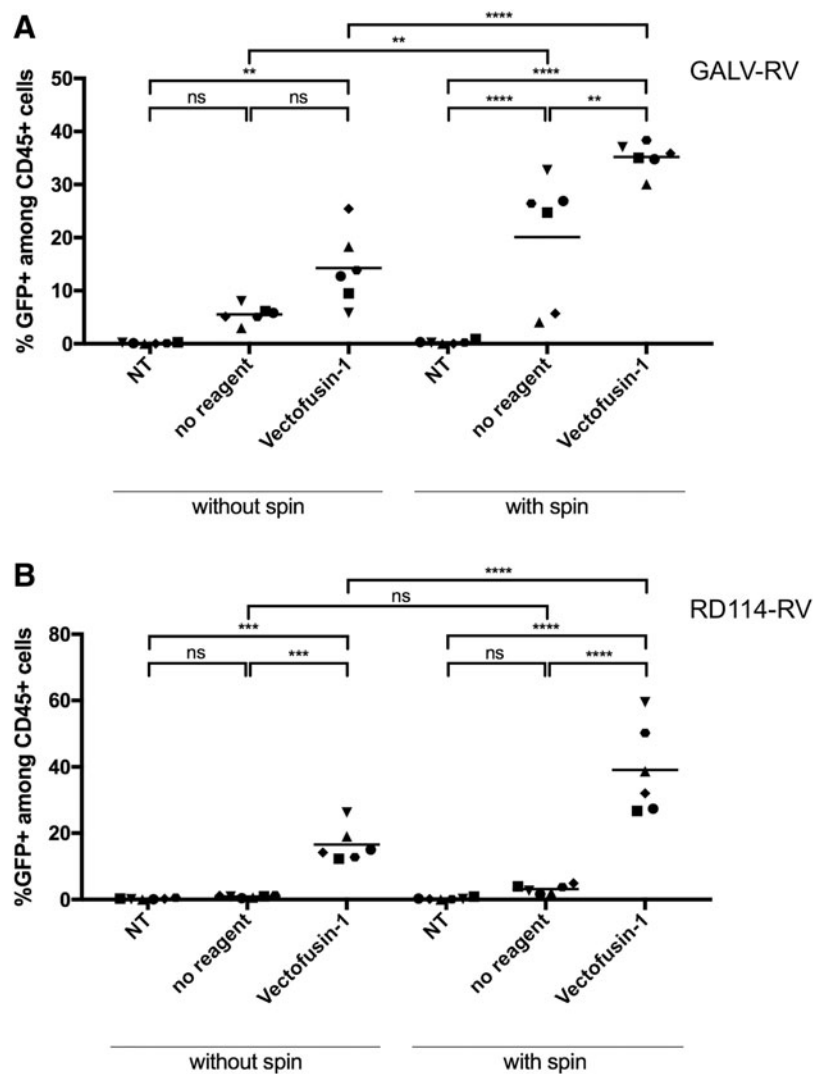 A
****
**
GALV-RV
**
****
ns
ns
****
**
% GFP+ among CD45+ cells
50
40
30
20
10
0
NT
no reagent
Vectofusin-1
NT
no reagent
Vectofusin-1
without spin
with spin
B
****
ns
RD114-RV
***
****
ns
***
ns
****
%GFP+ among CD45+ cells
80
60
40
20
0
NT
no reagent
Vectofusin-1
NT
no reagent
Vectofusin-1
without spin
with spin